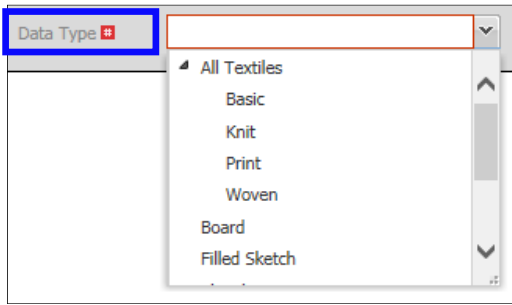 Data Type #
All Textiles
Basic
Knit
Print
Woven
Board
Filled Sketch